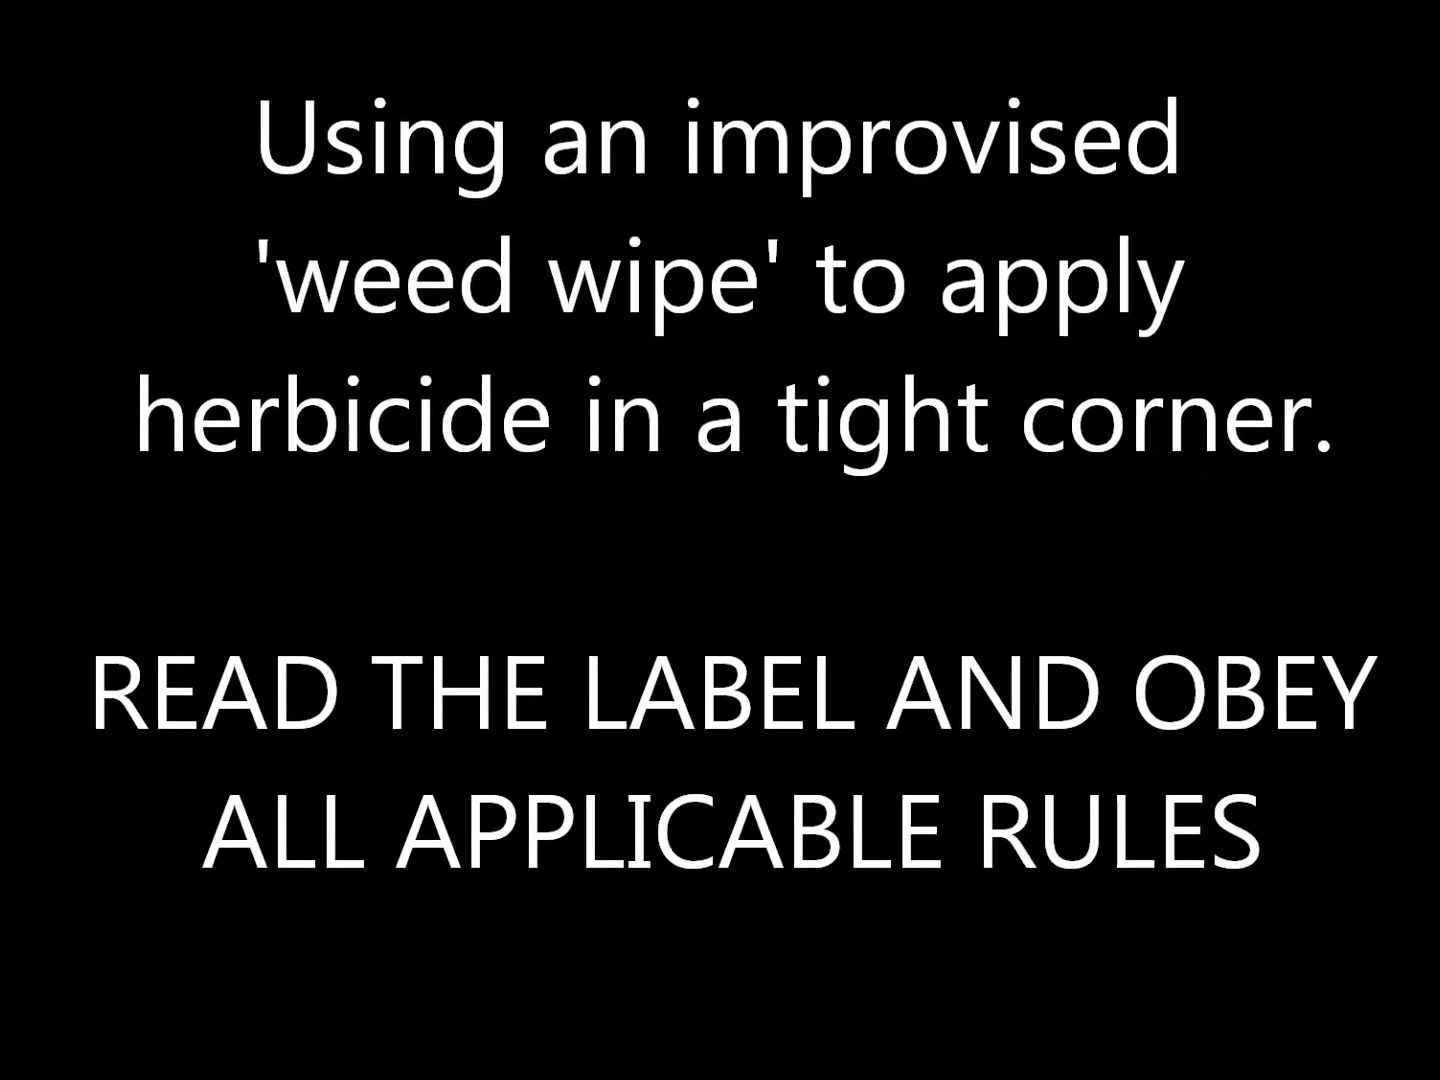 Using an improvised
'weed wipe' to apply
herbicide in a tight corner.
READ THE LABEL AND OBEY
ALL APPLICABLE RULES